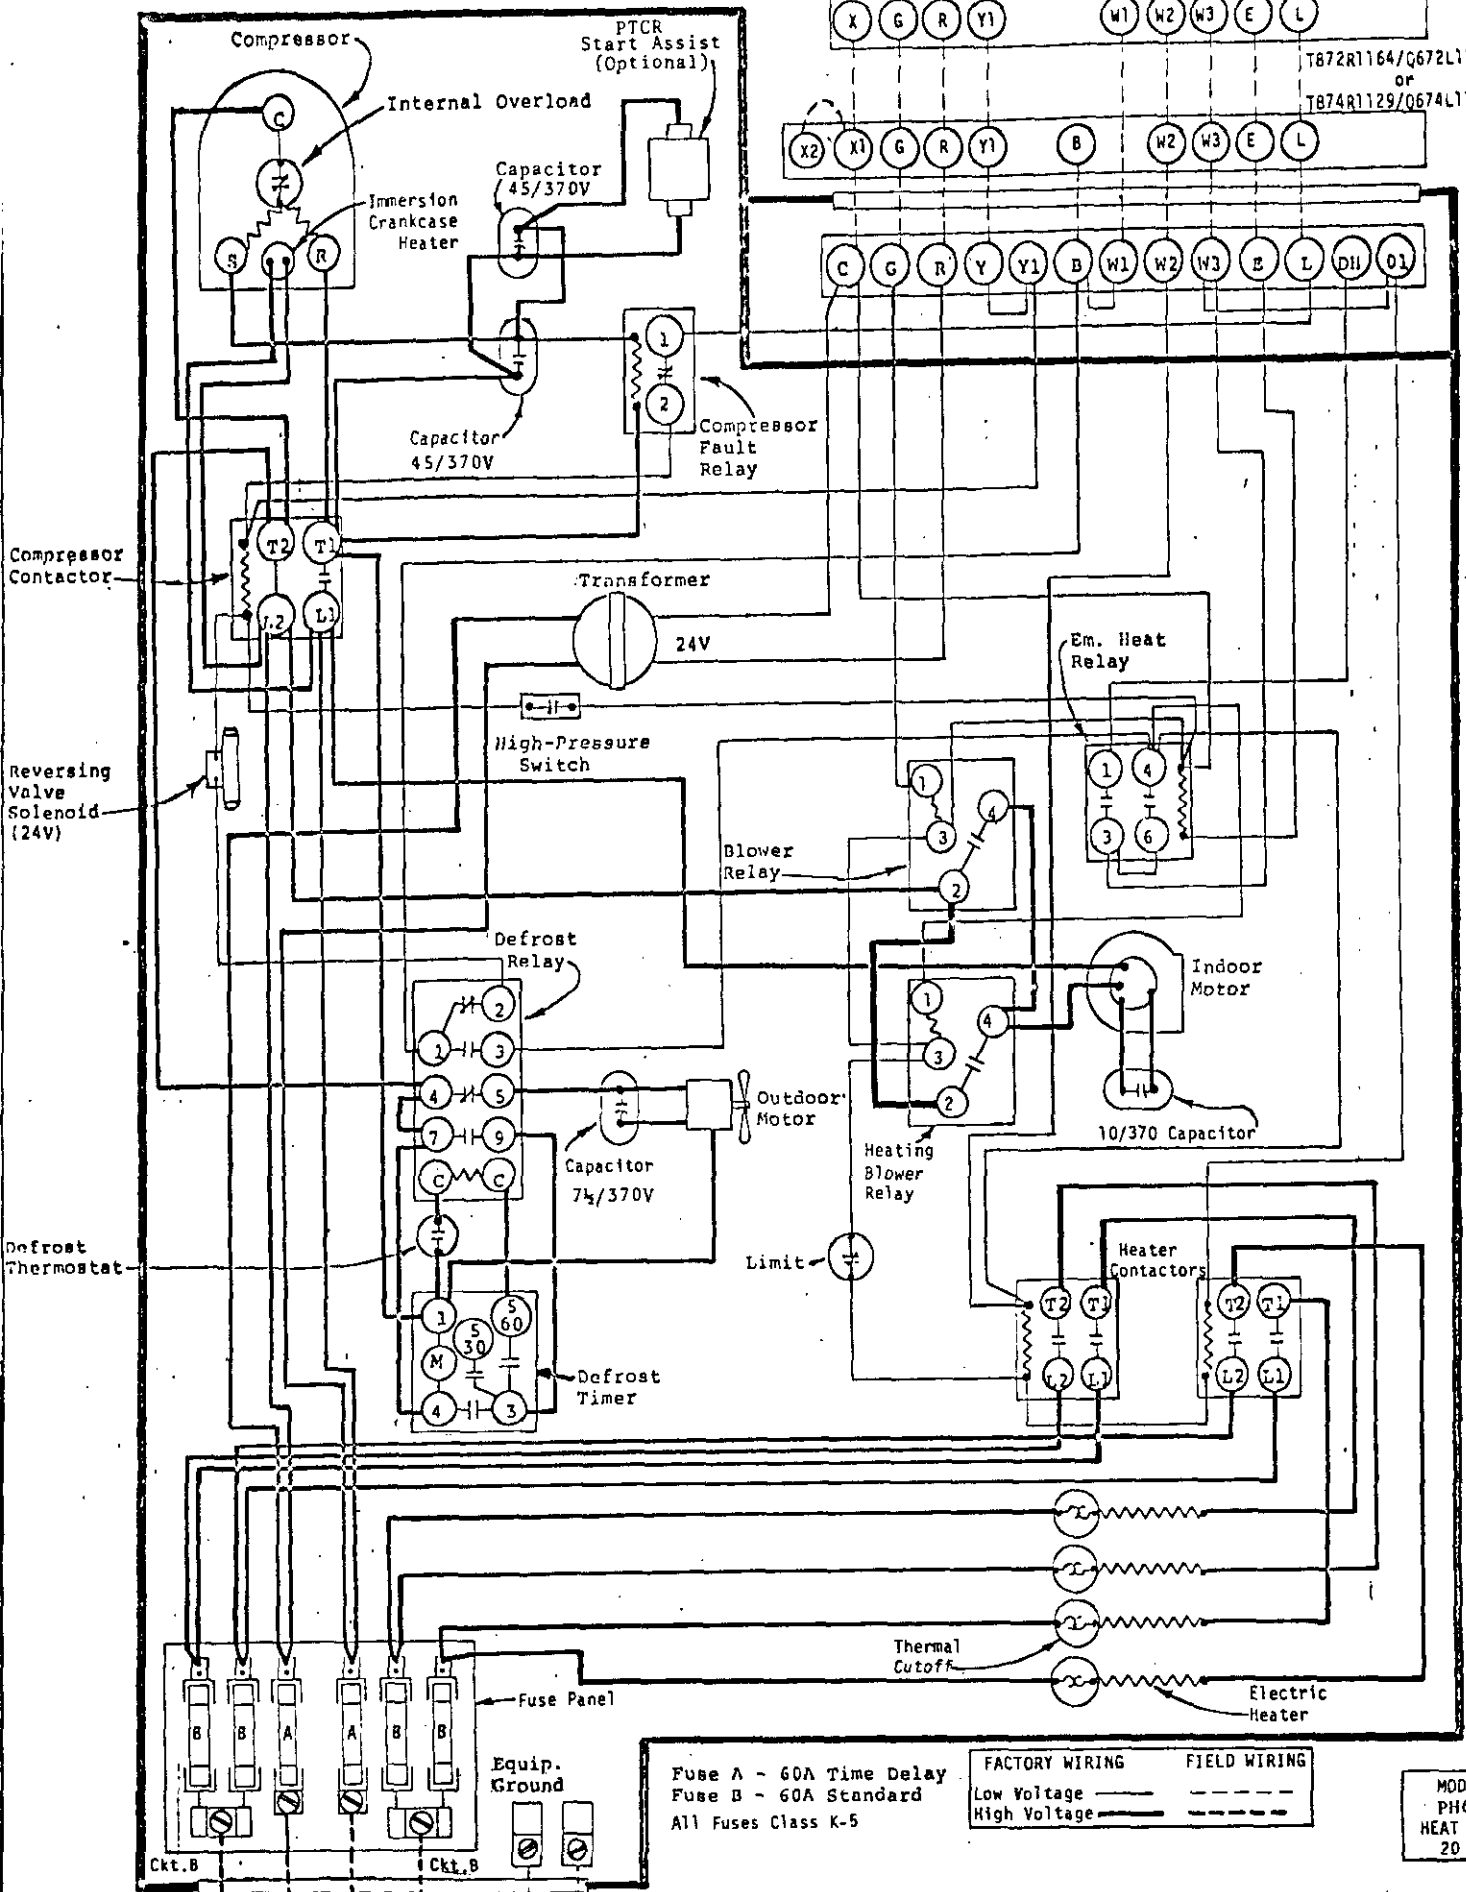 X G R Y1 W1 W2 W3 E L
T872R1164/Q672L1
or
T874R1129/Q674L1
X2 X1 G R Y1 B W2 W3 E L
C G R Y Y1 B W1 W2 W3 E L DH O1
Compressor
C
Internal Overload
Immersion
Crankcase
Heater
S R
PTCR
Start Assist
(Optional)
Capacitor
45/370V
Capacitor
45/370V
1
2
Compressor
Fault
Relay
Compressor
Contactor
T2 T1
L2 L1
Transformer
24V
High-Pressure
Switch
Reversing
Valve
Solenoid
(24V)
Em. Heat
Relay
1 4
3 6
Blower
Relay
1
4
3
2
Defrost
Relay
2
1 3
4 5
7 9
C C
Indoor
Motor
1
4
3
2
Heating
Blower
Relay
10/370 Capacitor
Outdoor
Motor
Capacitor
7½/370V
Defrost
Thermostat
Limit
1
S
30
S
60
M
4 3
Defrost
Timer
Heater
Contactors
T2 T1
L2 L1
T2 T1
L2 L1
Thermal
Cutoff
Electric
Heater
Fuse Panel
B B A A B B
Ckt.B
Ckt.B
Equip.
Ground
Fuse A - 60A Time Delay
Fuse B - 60A Standard
All Fuses Class K-5
FACTORY WIRING FIELD WIRING
Low Voltage
High Voltage
MOD
PH
HEAT
20